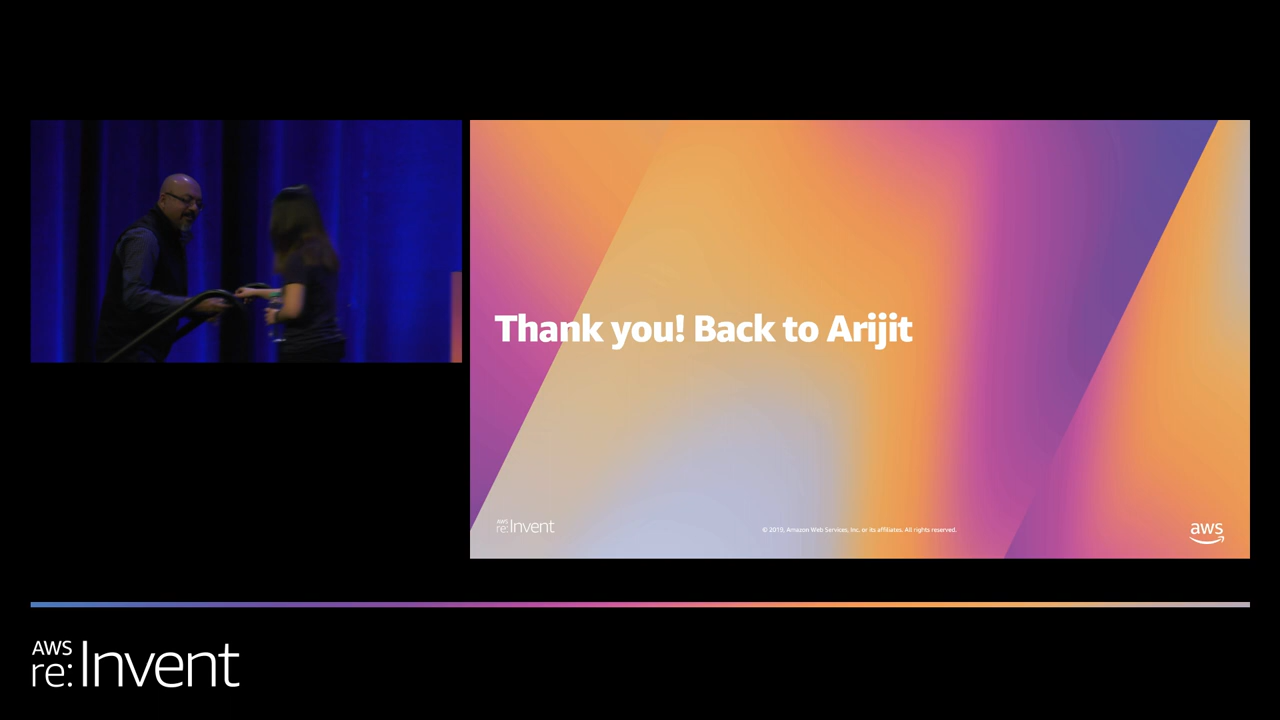 Thank you! Back to Arijit
AWS
re:Invent
© 2019, Amazon Web Services, Inc. or its affiliates. All rights reserved.
aws
AWS
re:Invent